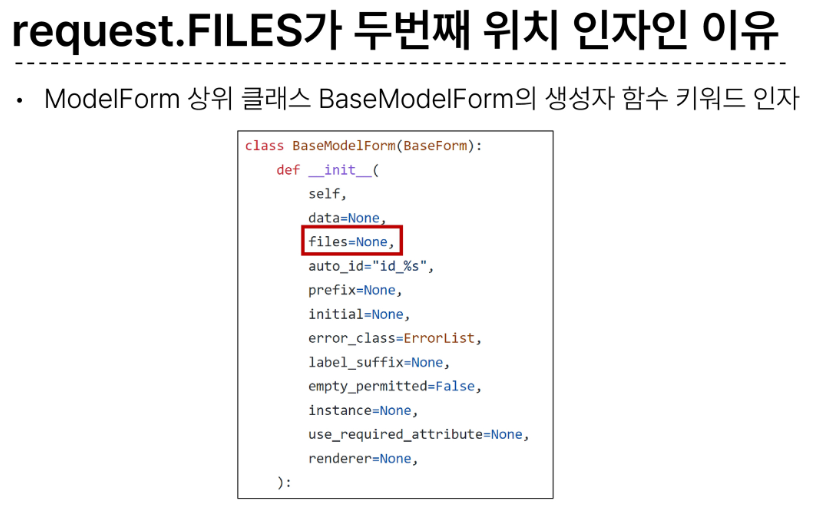 request.FILES가 두번째 위치 인자인 이유
• ModelForm 상위 클래스 BaseModelForm의 생성자 함수 키워드 인자
class BaseModelForm(BaseForm):
    def __init__(
        self,
        data=None,
        files=None,
        auto_id="id_%s",
        prefix=None,
        initial=None,
        error_class=ErrorList,
        label_suffix=None,
        empty_permitted=False,
        instance=None,
        use_required_attribute=None,
        renderer=None,
    ):